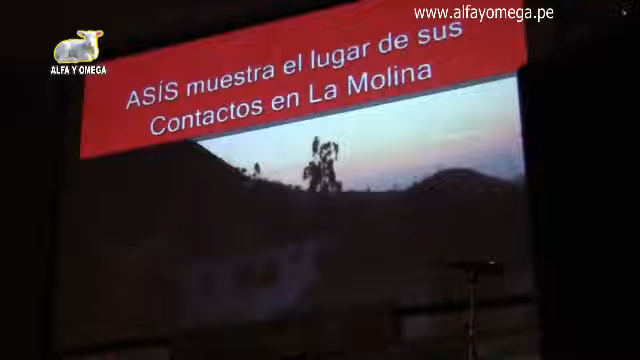 www.alfayomega.pe
ALFA Y OMEGA
ASÍS muestra el lugar de sus
Contactos en La Molina